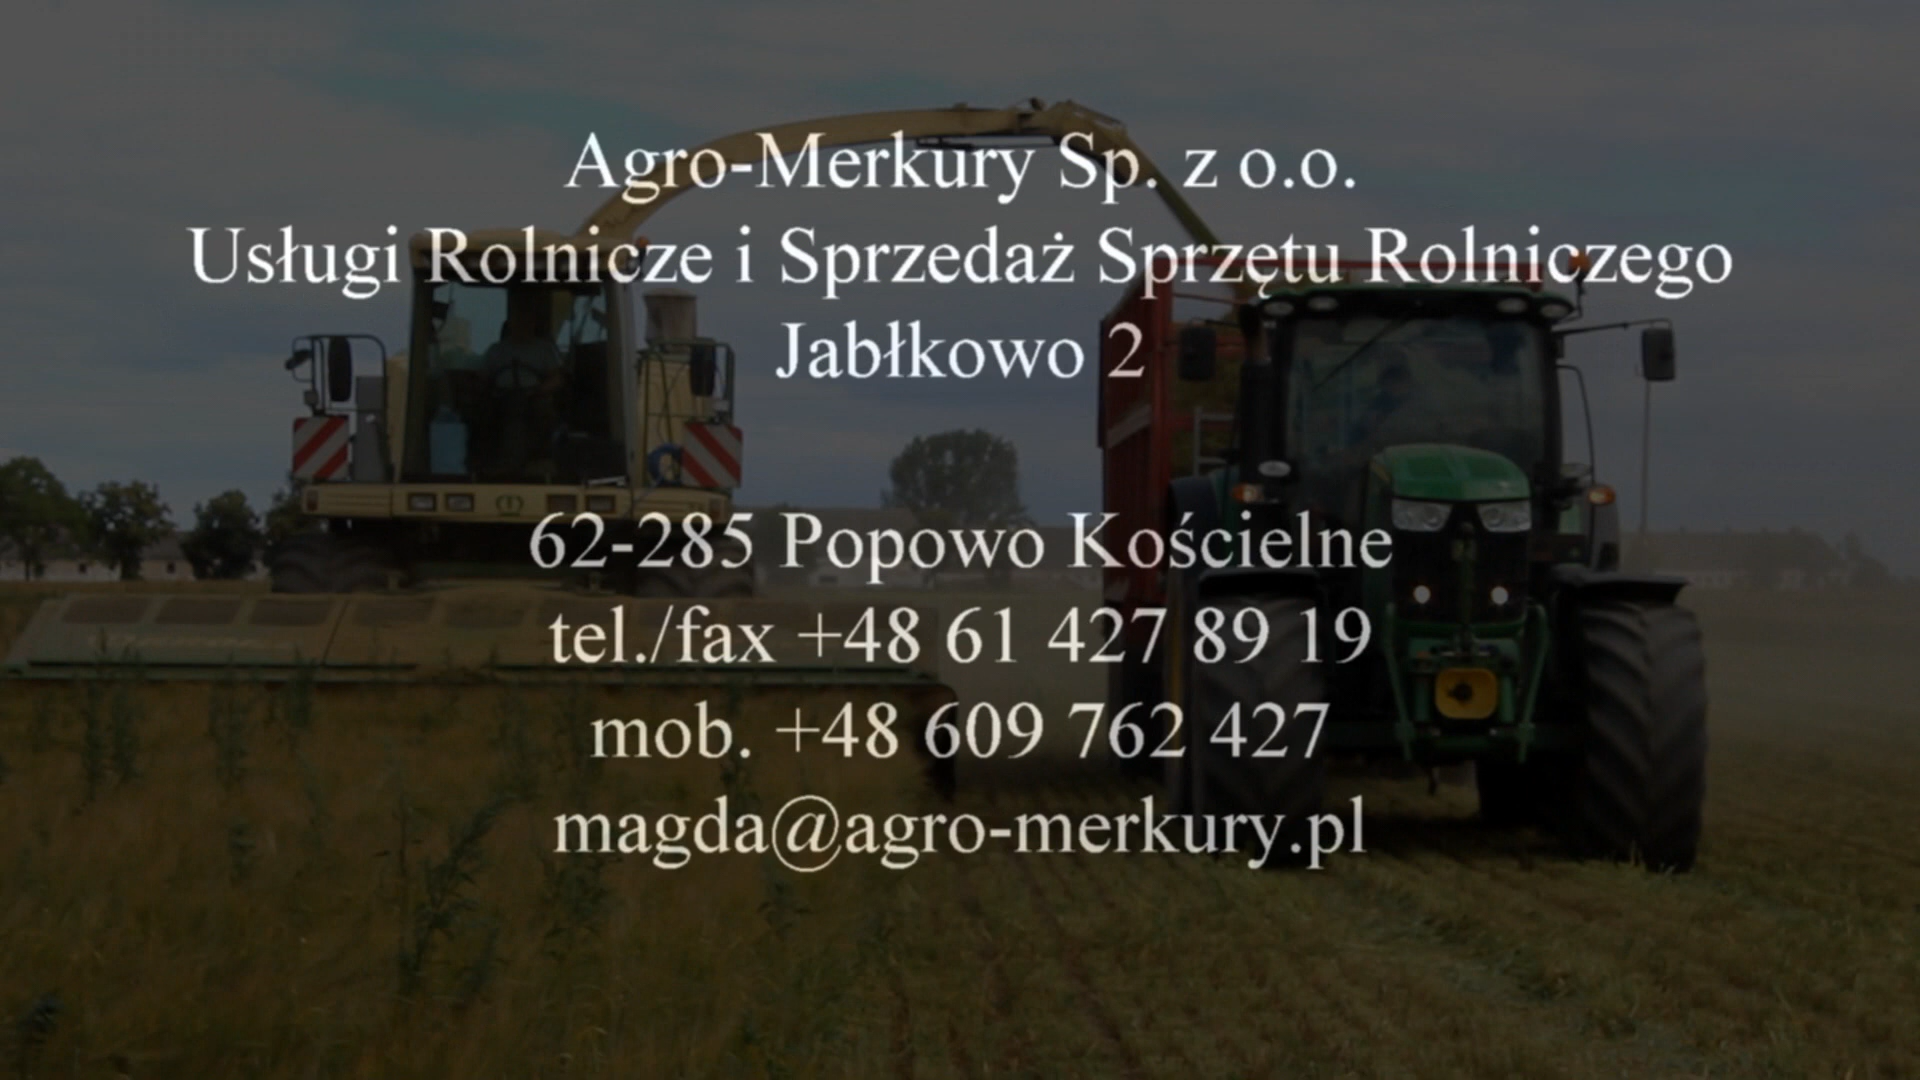 Agro-Merkury Sp. z o.o.
Usługi Rolnicze i Sprzedaż Sprzętu Rolniczego
Jabłkowo 2
62-285 Popowo Kościelne
tel./fax +48 61 427 89 19
mob. +48 609 762 427
magda@agro-merkury.pl